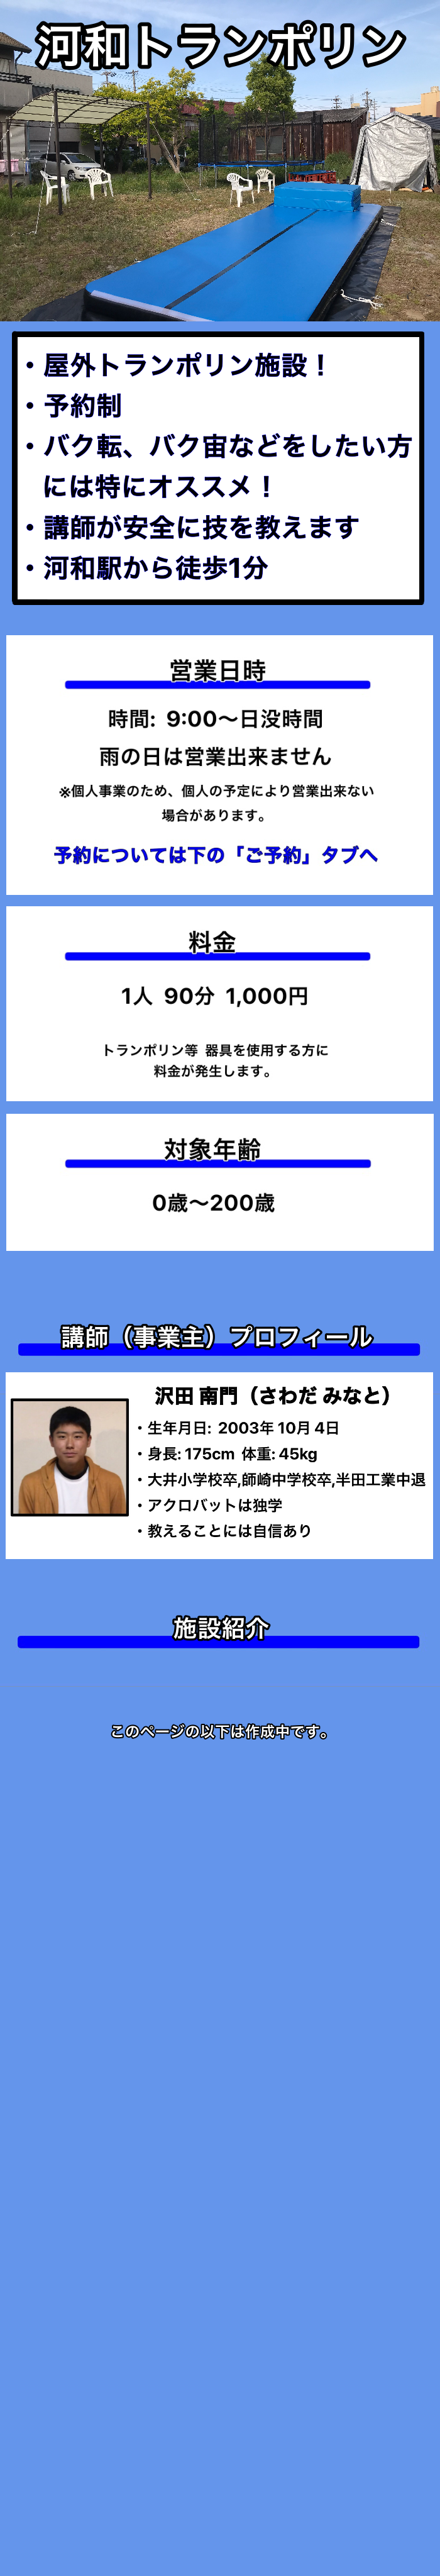 河和トランポリン
・屋外トランポリン施設！
・予約制
・バク転、バク宙などをしたい方
には特にオススメ！
・講師が安全に技を教えます
・河和駅から徒歩1分
営業日時
時間: 9:00〜日没時間
雨の日は営業出来ません
※個人事業のため、個人の予定により営業出来ない
場合があります。
予約については下の「ご予約」タブへ
料金
1人 90分 1,000円
トランポリン等 器具を使用する方に
料金が発生します。
対象年齢
0歳〜200歳
講師（事業主）プロフィール
沢田 南門（さわだ みなと）
・生年月日: 2003年 10月 4日
・身長: 175cm 体重: 45kg
・大井小学校卒,師崎中学校卒,半田工業中退
・アクロバットは独学
・教えることには自信あり
施設紹介
このページの以下は作成中です。